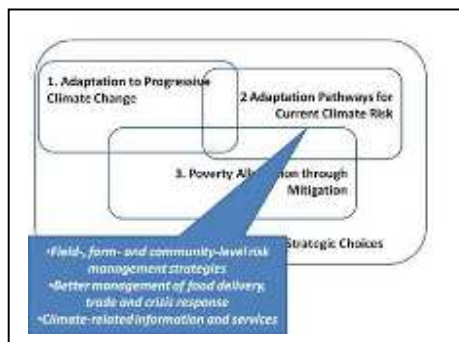 1. Adaptation to Progressive
Climate Change
2 Adaptation Pathways for
Current Climate Risk
3. Poverty through
Mitigation
Strategic Choices
•Field-, farm- and community-level risk
management strategies
•Better management of food delivery,
trade and crisis response
•Climate-related information and services